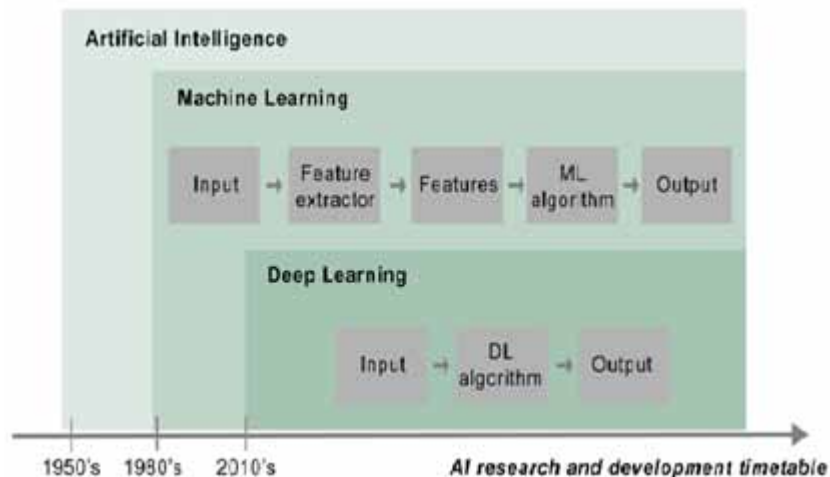 Artificial Intelligence
Machine Learning
Input
Feature
extractor
Features
ML
algorithm
Output
Deep Learning
Input
DL
algorithm
Output
1950's 1980's 2010's AI research and development timetable